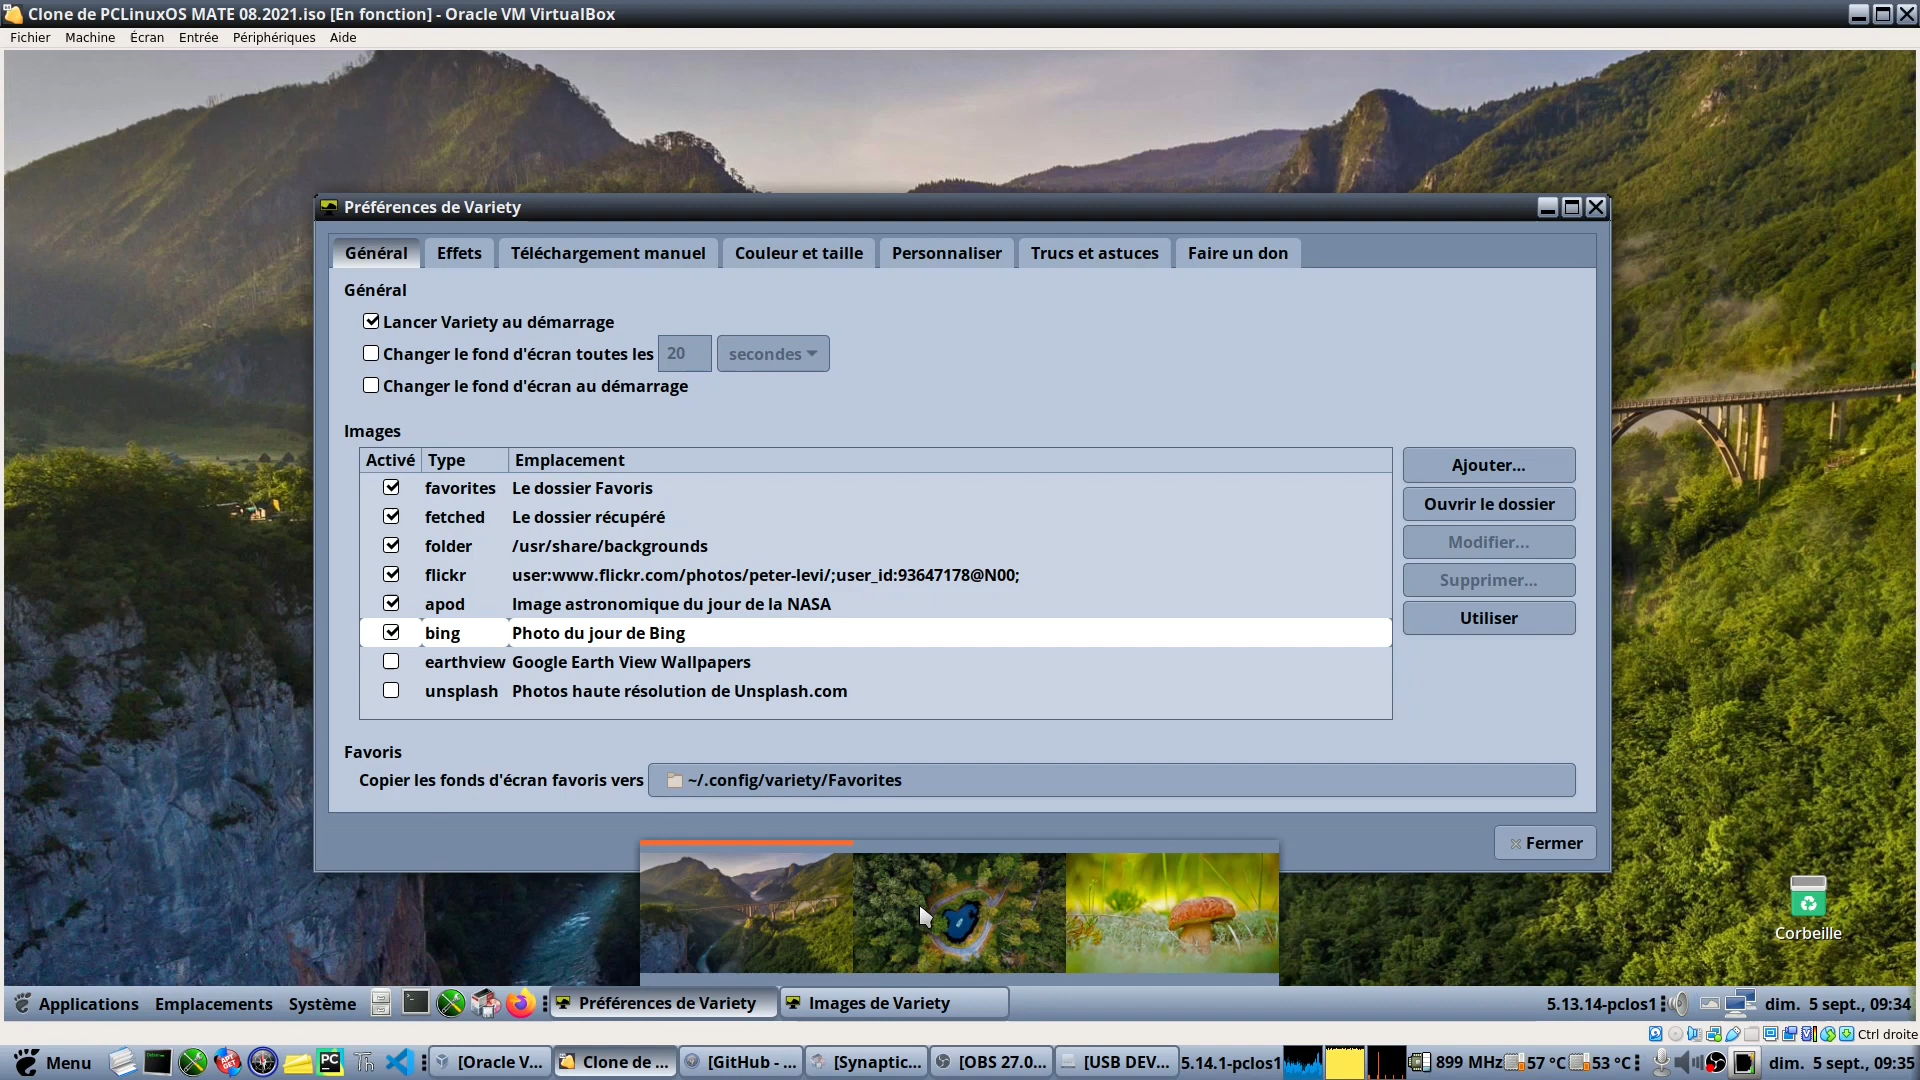 Clone de PCLinuxOS MATE 08.2021.iso [En fonction] - Oracle VM VirtualBox
Fichier Machine Écran Entrée Périphériques Aide
Préférences de Variety
Général Effets Téléchargement manuel Couleur et taille Personnaliser Trucs et astuces Faire un don
Général
Lancer Variety au démarrage
Changer le fond d'écran toutes les 20 secondes
Changer le fond d'écran au démarrage
Images
Activé Type Emplacement
favorites Le dossier Favoris
fetched Le dossier récupéré
folder /usr/share/backgrounds
flickr user:www.flickr.com/photos/peter-levi/;user_id:93647178@N00;
apod Image astronomique du jour de la NASA
bing Photo du jour de Bing
earthview Google Earth View Wallpapers
unsplash Photos haute résolution de Unsplash.com
Ajouter...
Ouvrir le dossier
Modifier...
Supprimer...
Utiliser
Favoris
Copier les fonds d'écran favoris vers ~/.config/variety/Favorites
Fermer
Corbeille
Applications Emplacements Système Préférences de Variety Images de Variety 5.13.14-pclos1 dim. 5 sept., 09:34
Ctrl droite
Menu PC Th [Oracle V... Clone de ... [GitHub - ... [Synaptic... [OBS 27.0... [USB DEV... 5.14.1-pclos1 899 MHz 57 °C 53 °C dim. 5 sept., 09:35